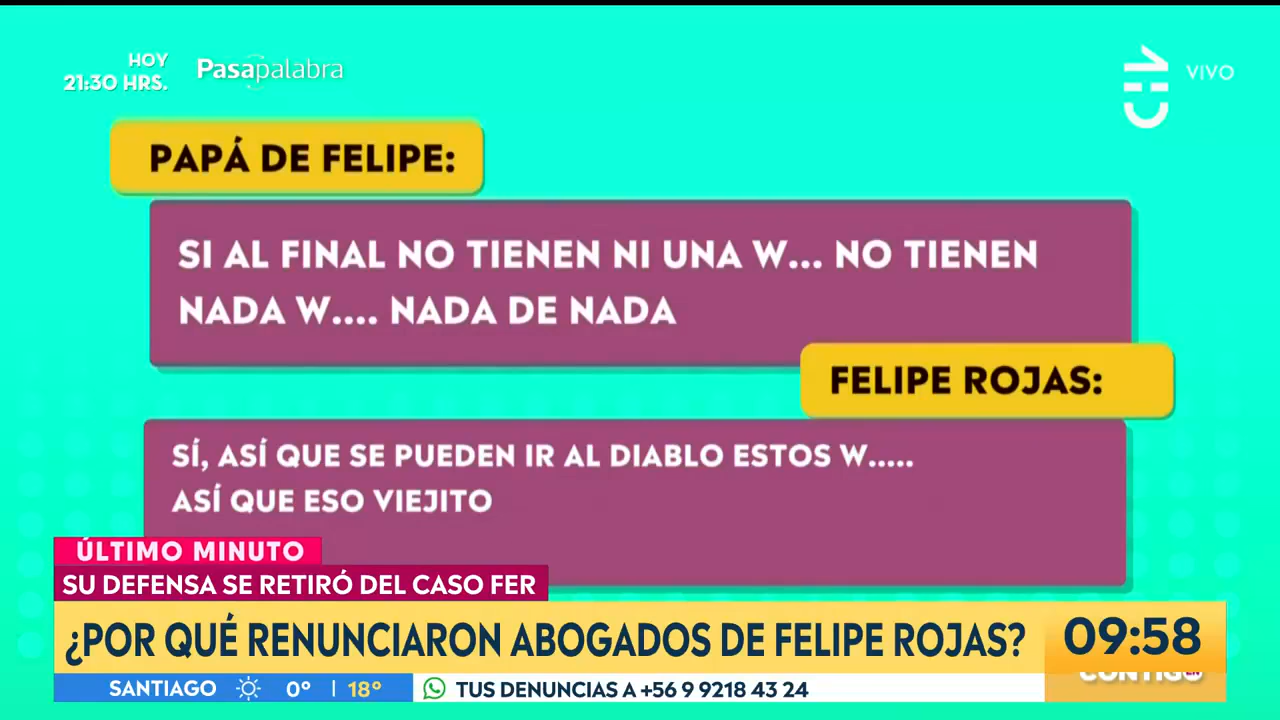 HOY
21:30 HRS.
Pasapalabra
CHV
VIVO
PAPÁ DE FELIPE:
SI AL FINAL NO TIENEN NI UNA W... NO TIENEN
NADA W.... NADA DE NADA
FELIPE ROJAS:
SÍ, ASÍ QUE SE PUEDEN IR AL DIABLO ESTOS W.....
ASÍ QUE ESO VIEJITO
ÚLTIMO MINUTO
SU DEFENSA SE RETIRÓ DEL CASO FER
¿POR QUÉ RENUNCIARON ABOGADOS DE FELIPE ROJAS?
09:58
SANTIAGO 0° | 18°
TUS DENUNCIAS A +56 9 9218 43 24
CONTIGO